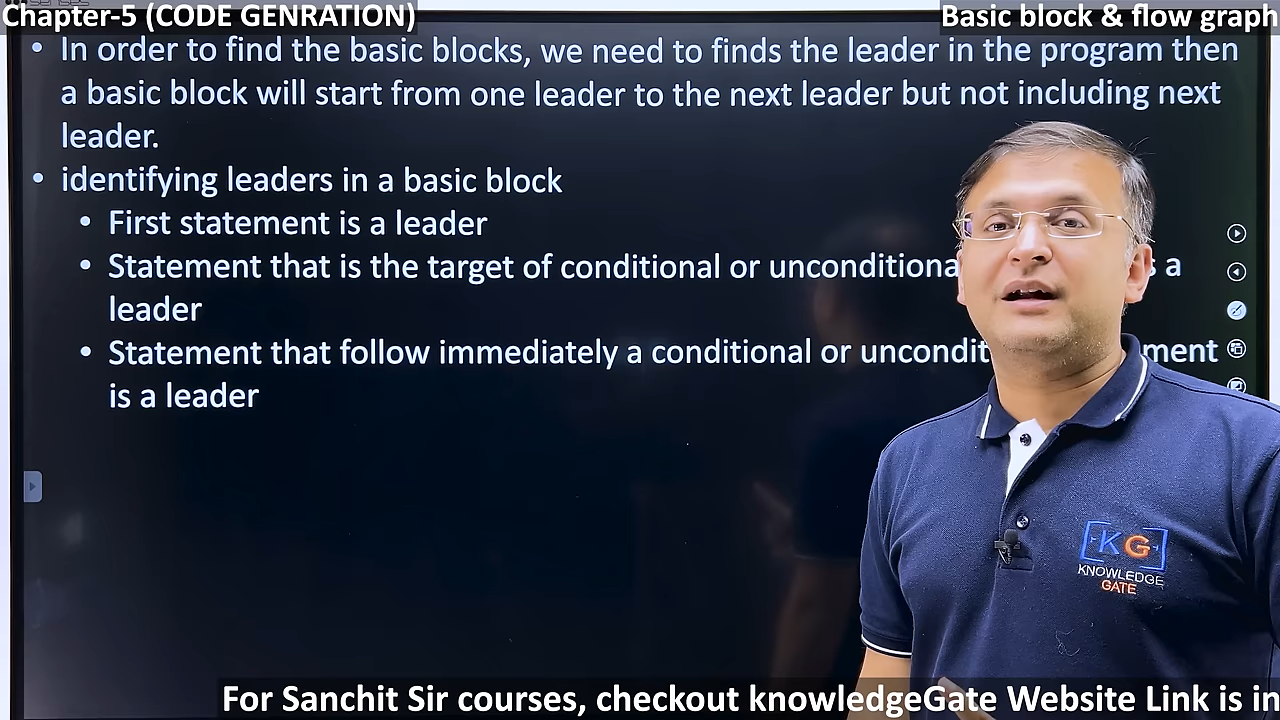 Chapter-5 (CODE GENRATION)
Basic block & flow graph
• In order to find the basic blocks, we need to finds the leader in the program then
a basic block will start from one leader to the next leader but not including next
leader.
• identifying leaders in a basic block
• First statement is a leader
• Statement that is the target of conditional or a
leader
• Statement that follow immediately a conditional or
is a leader
KG
KNOWLEDGE
GATE
For Sanchit Sir courses, checkout knowledgeGate Website Link is in